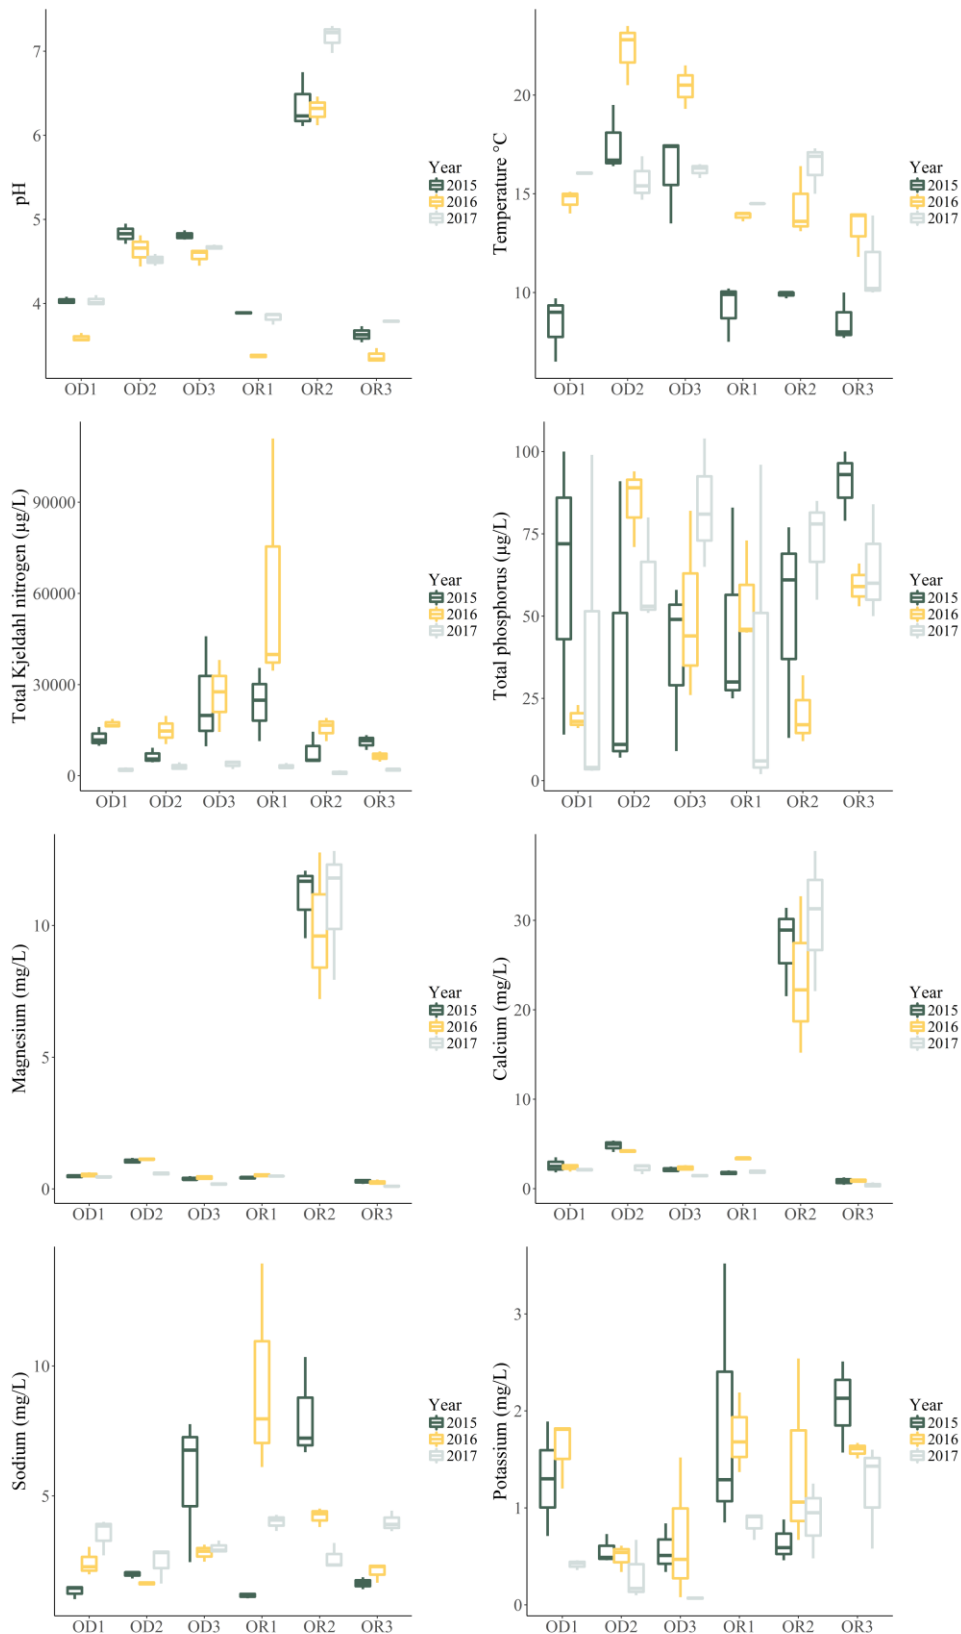 pH
7
6
5
4
OD1 OD2 OD3 OR1 OR2 OR3
Year
2015
2016
2017
Temperature °C
20
15
10
OD1 OD2 OD3 OR1 OR2 OR3
Year
2015
2016
2017
Total Kjeldahl nitrogen (µg/L)
90000
60000
30000
0
OD1 OD2 OD3 OR1 OR2 OR3
Year
2015
2016
2017
Total phosphorus (µg/L)
100
75
50
25
0
OD1 OD2 OD3 OR1 OR2 OR3
Year
2015
2016
2017
Magnesium (mg/L)
10
5
0
OD1 OD2 OD3 OR1 OR2 OR3
Year
2015
2016
2017
Calcium (mg/L)
30
20
10
0
OD1 OD2 OD3 OR1 OR2 OR3
Year
2015
2016
2017
Sodium (mg/L)
10
5
OD1 OD2 OD3 OR1 OR2 OR3
Year
2015
2016
2017
Potassium (mg/L)
3
2
1
0
OD1 OD2 OD3 OR1 OR2 OR3
Year
2015
2016
2017